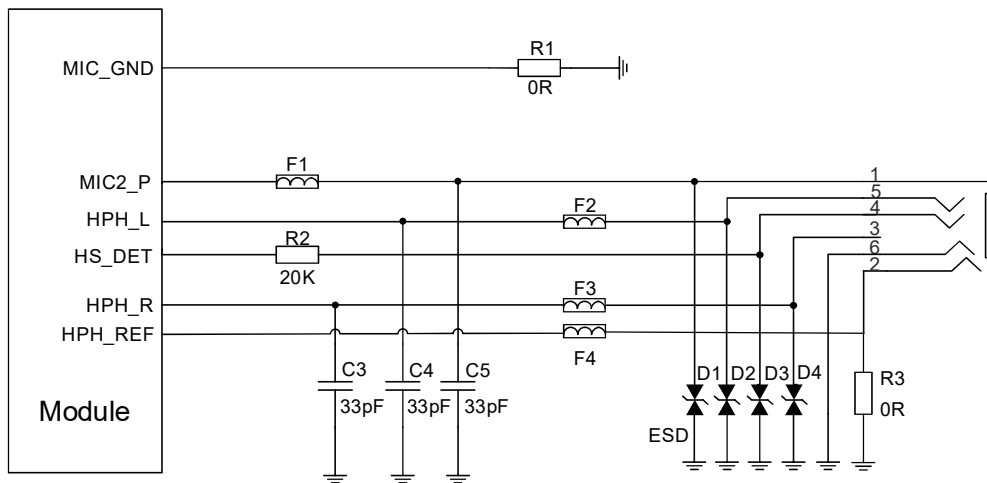 MIC_GND
R1
0R
MIC2_P
F1
1
5
HPH_L
F2
4
R2
3
HS_DET
6
20K
2
HPH_R
F3
HPH_REF
F4
C3
C4
C5
D1
D2
D3
D4
R3
33pF
33pF
33pF
0R
Module
ESD